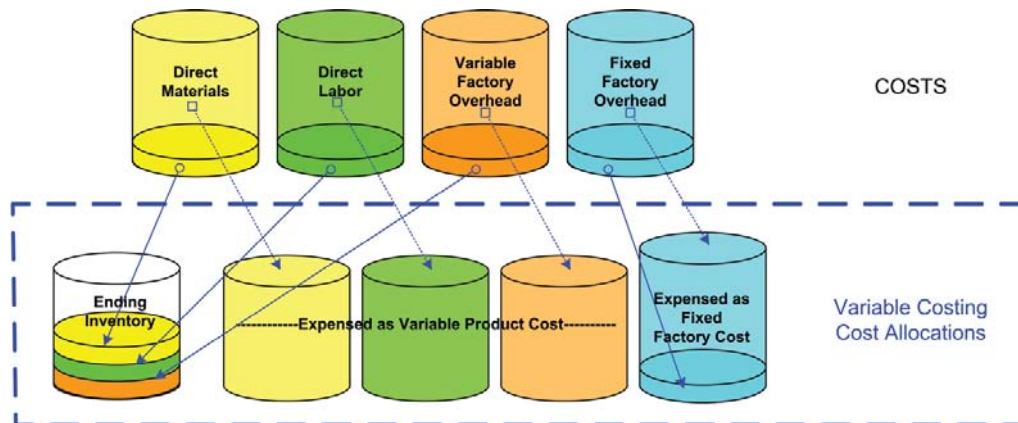 Direct
Materials
Direct
Labor
Variable
Factory
Overhead
Fixed
Factory
Overhead
COSTS
Ending
Inventory
-----------Expensed as Variable Product Cost---------
Expensed as
Fixed
Factory Cost
Variable Costing
Cost Allocations